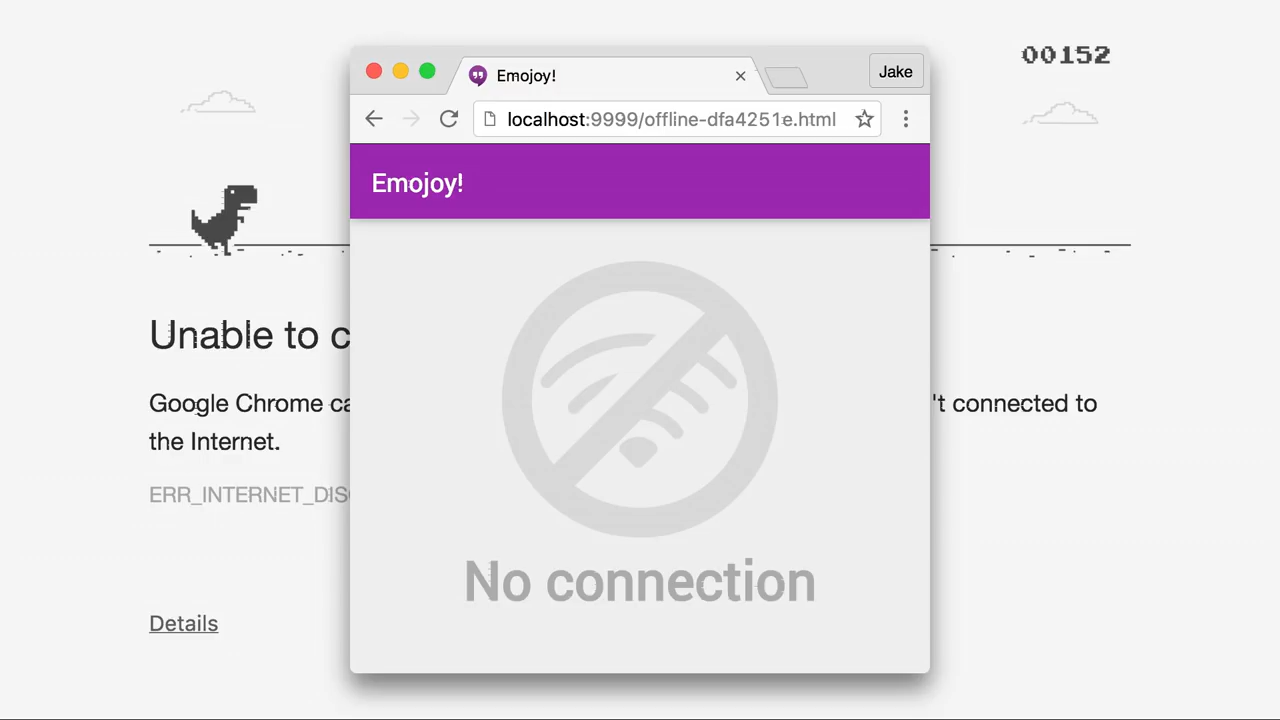 00152
Emojoy!
Jake
localhost:9999/offline-dfa4251e.html
Emojoy!
No connection
Unable to c
Google Chrome ca 't connected to
the Internet.
ERR_INTERNET_DISC
Details